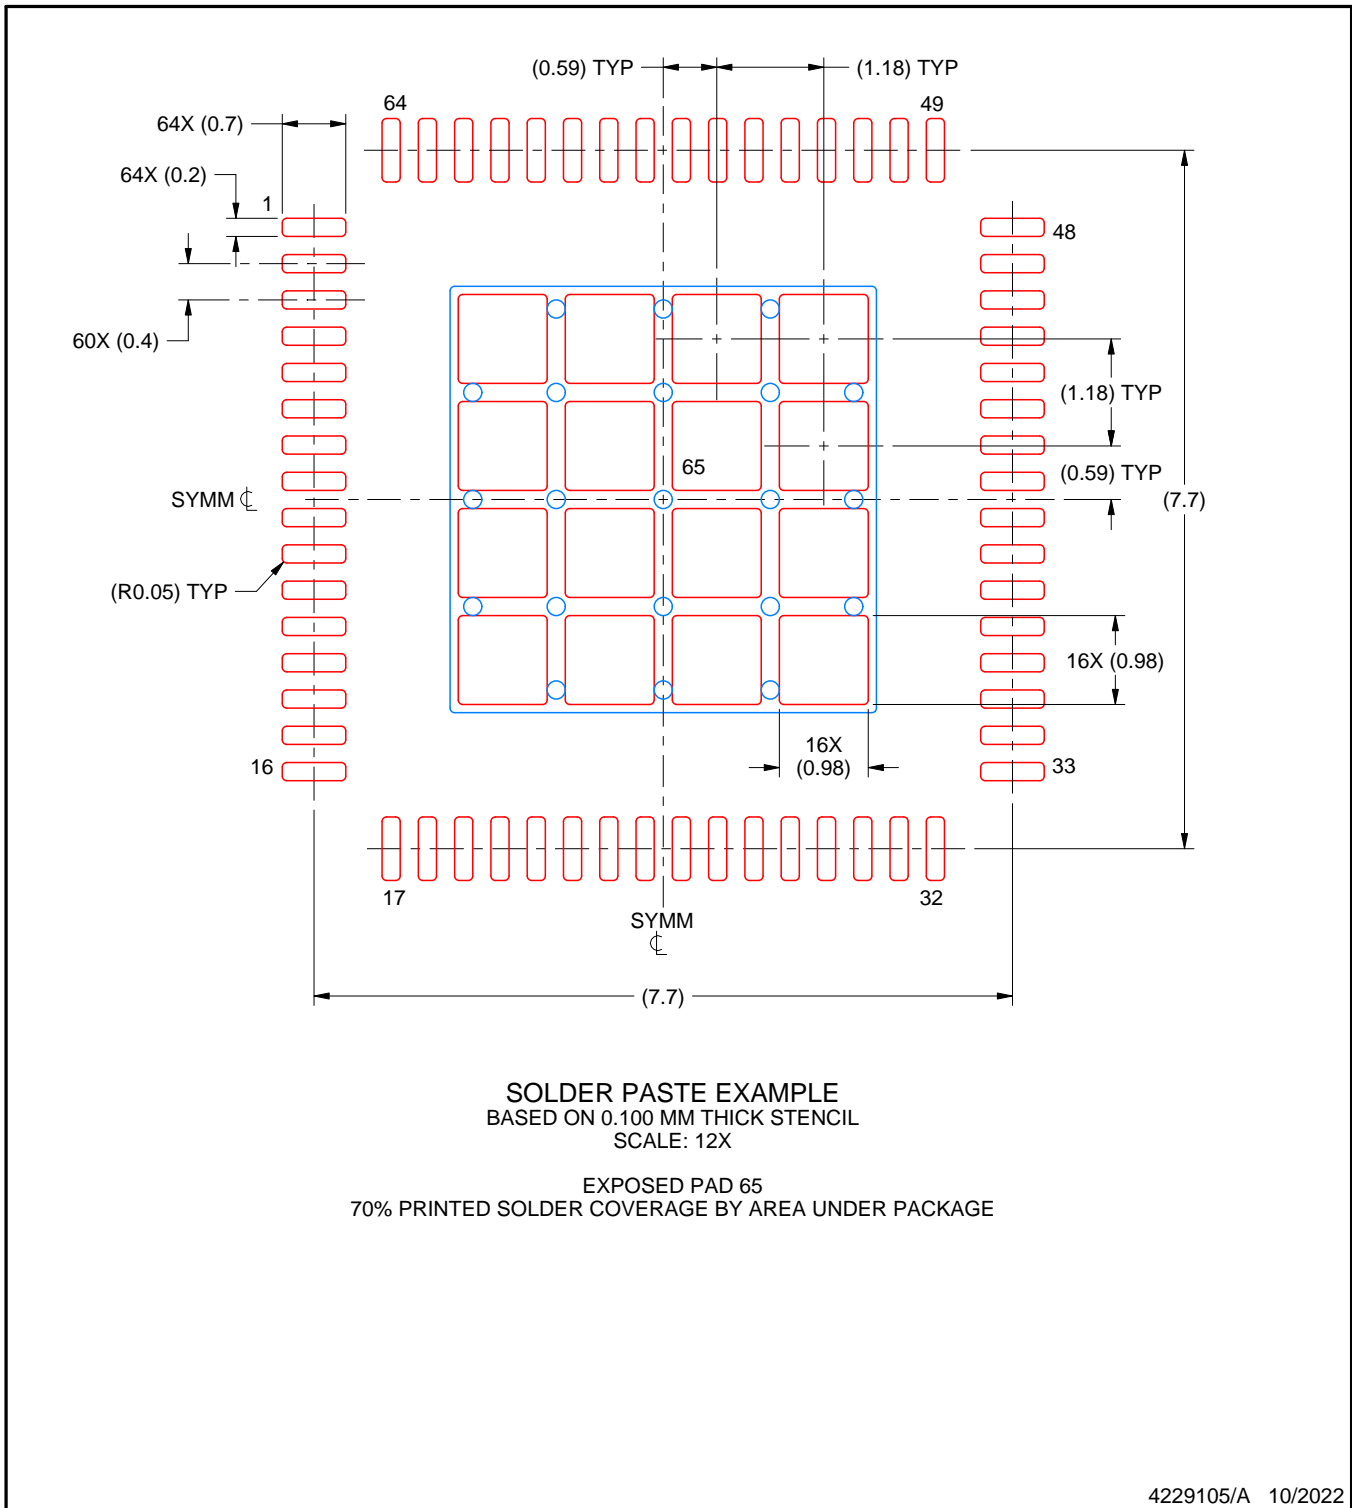 (0.59) TYP
(1.18) TYP
64
49
64X (0.7)
64X (0.2)
1
48
60X (0.4)
(1.18) TYP
65
(0.59) TYP
SYMM
(7.7)
(R0.05) TYP
16X (0.98)
16X
(0.98)
16
33
17
32
SYMM
(7.7)
SOLDER PASTE EXAMPLE
BASED ON 0.100 MM THICK STENCIL
SCALE: 12X
EXPOSED PAD 65
70% PRINTED SOLDER COVERAGE BY AREA UNDER PACKAGE
4229105/A 10/2022